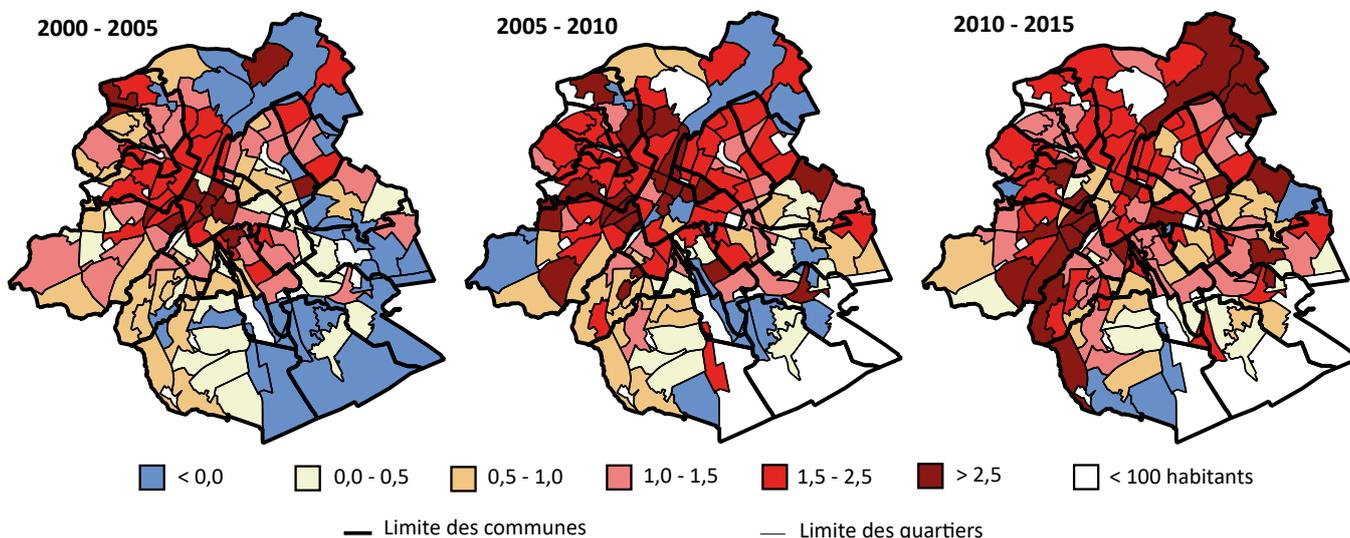 2000 - 2005
2005 - 2010
2010 - 2015
< 0,0
0,0 - 0,5
0,5 - 1,0
1,0 - 1,5
1,5 - 2,5
> 2,5
< 100 habitants
Limite des communes
Limite des quartiers